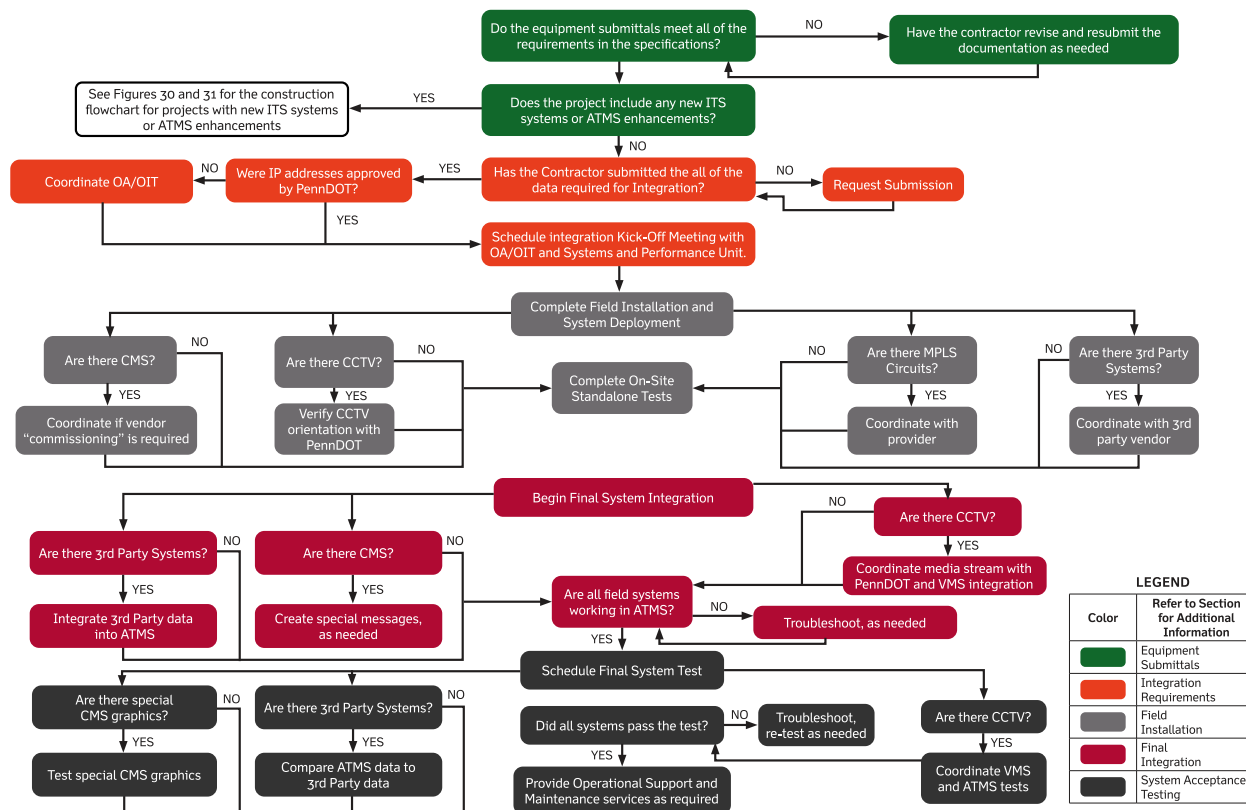 Do the equipment submittals meet all of the
requirements in the specifications?
NO
Have the contractor revise and resubmit the
documentation as needed
See Figures 30 and 31 for the construction
flowchart for projects with new ITS systems
or ATMS enhancements
YES
Does the project include any new ITS
systems or ATMS enhancements?
NO
Coordinate OA/OIT
NO
Were IP addresses approved
by PennDOT?
YES
Has the Contractor submitted the all of the
data required for Integration?
NO
Request Submission
YES
Schedule integration Kick-Off Meeting with
OA/OIT and Systems and Performance Unit.
Complete Field Installation and
System Deployment
Are there CMS?
NO
Are there CCTV?
NO
Complete On-Site
Standalone Tests
NO
Are there MPLS
Circuits?
NO
Are there 3rd Party
Systems?
YES
YES
YES
YES
Coordinate if vendor
“commissioning” is required
Verify CCTV
orientation with
PennDOT
Coordinate with
provider
Coordinate with 3rd
party vendor
Begin Final System Integration
NO
Are there CCTV?
YES
Are there 3rd Party Systems?
NO
Are there CMS?
NO
Coordinate media stream with
PennDOT and VMS integration
YES
YES
Are all field systems
working in ATMS?
NO
Troubleshoot, as needed
Integrate 3rd Party data
into ATMS
Create special messages,
as needed
YES
Schedule Final System Test
Are there special
CMS graphics?
NO
Are there 3rd Party Systems?
NO
Did all systems pass the test?
NO
Troubleshoot,
re-test as needed
Are there CCTV?
YES
YES
YES
YES
Test special CMS graphics
Compare ATMS data to
3rd Party data
Provide Operational Support and
Maintenance services as required
Coordinate VMS
and ATMS tests
LEGEND
Color
Refer to Section
for Additional
Information
Equipment
Submittals
Integration
Requirements
Field
Installation
Final
Integration
System Acceptance
Testing